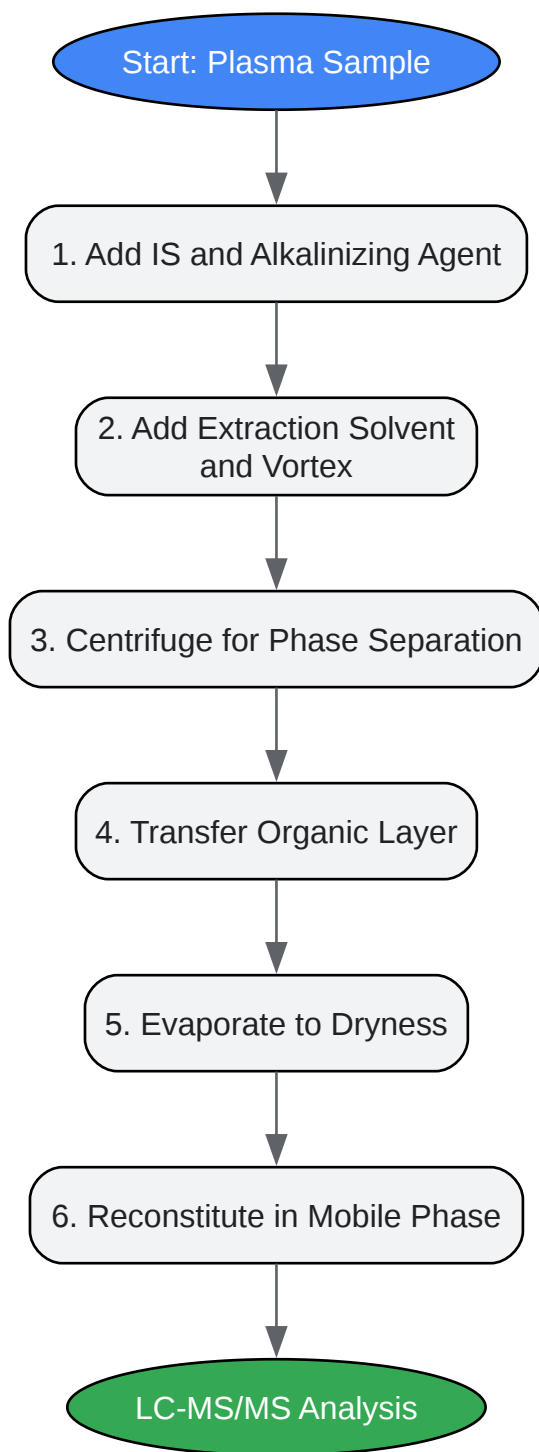 Start: Plasma Sample
1. Add IS and Alkalinizing Agent
2. Add Extraction Solvent
and Vortex
3. Centrifuge for Phase Separation
4. Transfer Organic Layer
5. Evaporate to Dryness
6. Reconstitute in Mobile Phase
LC-MS/MS Analysis